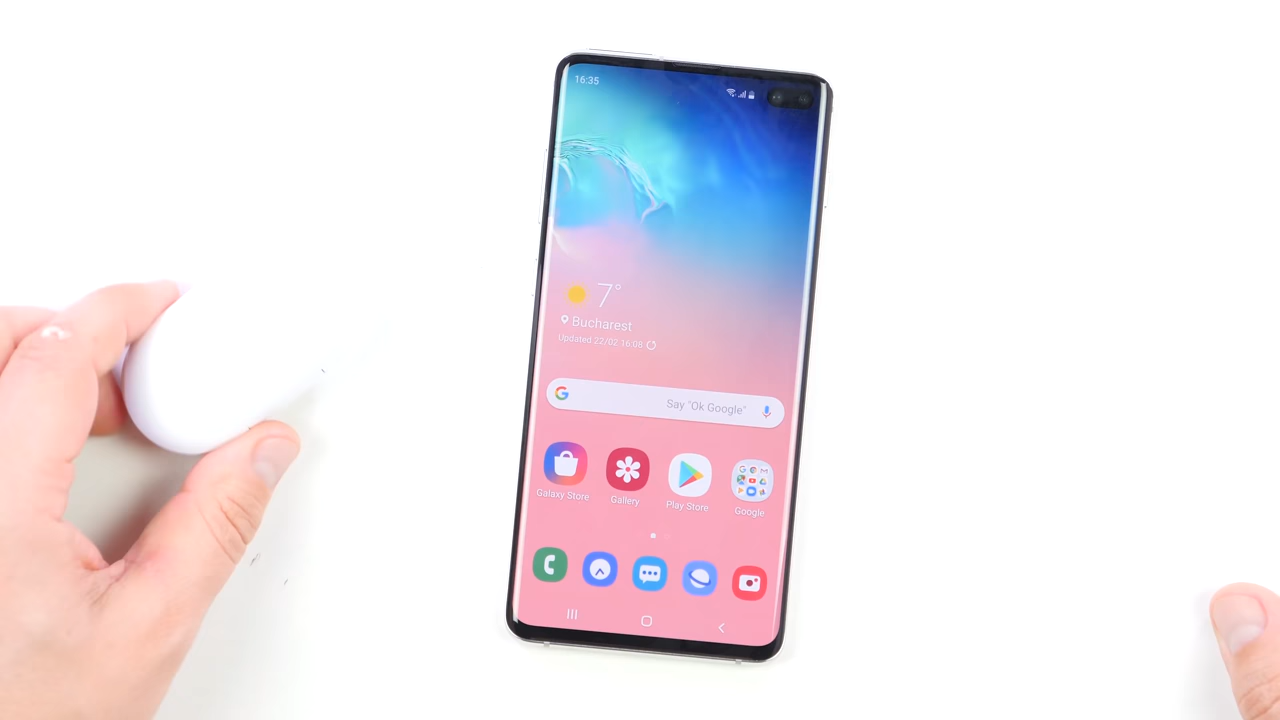 16:35
7°
Bucharest
Updated 22/02 16:08
Say "Ok Google"
Galaxy Store
Gallery
Play Store
Google